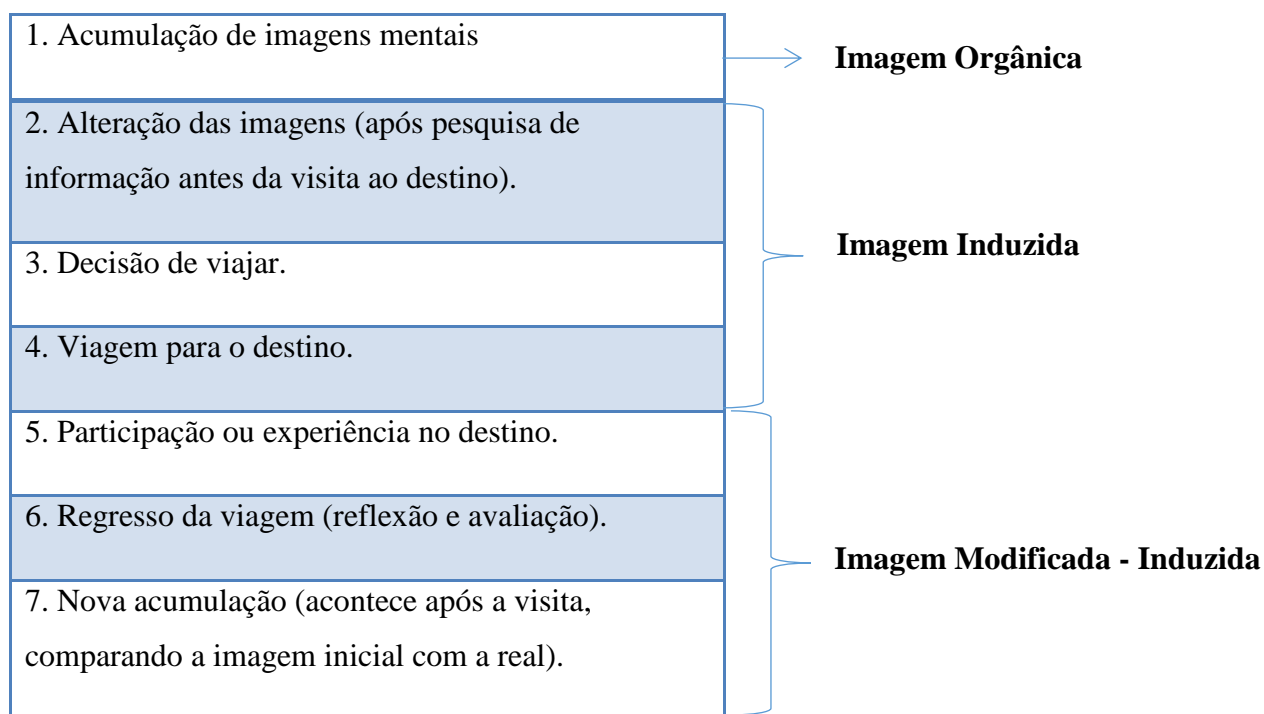 1. Acumulação de imagens mentais
Imagem Orgânica
2. Alteração das imagens (após pesquisa de
informação antes da visita ao destino).
3. Decisão de viajar.
Imagem Induzida
4. Viagem para o destino.
5. Participação ou experiência no destino.
6. Regresso da viagem (reflexão e avaliação).
Imagem Modificada - Induzida
7. Nova acumulação (acontece após a visita,
comparando a imagem inicial com a real).